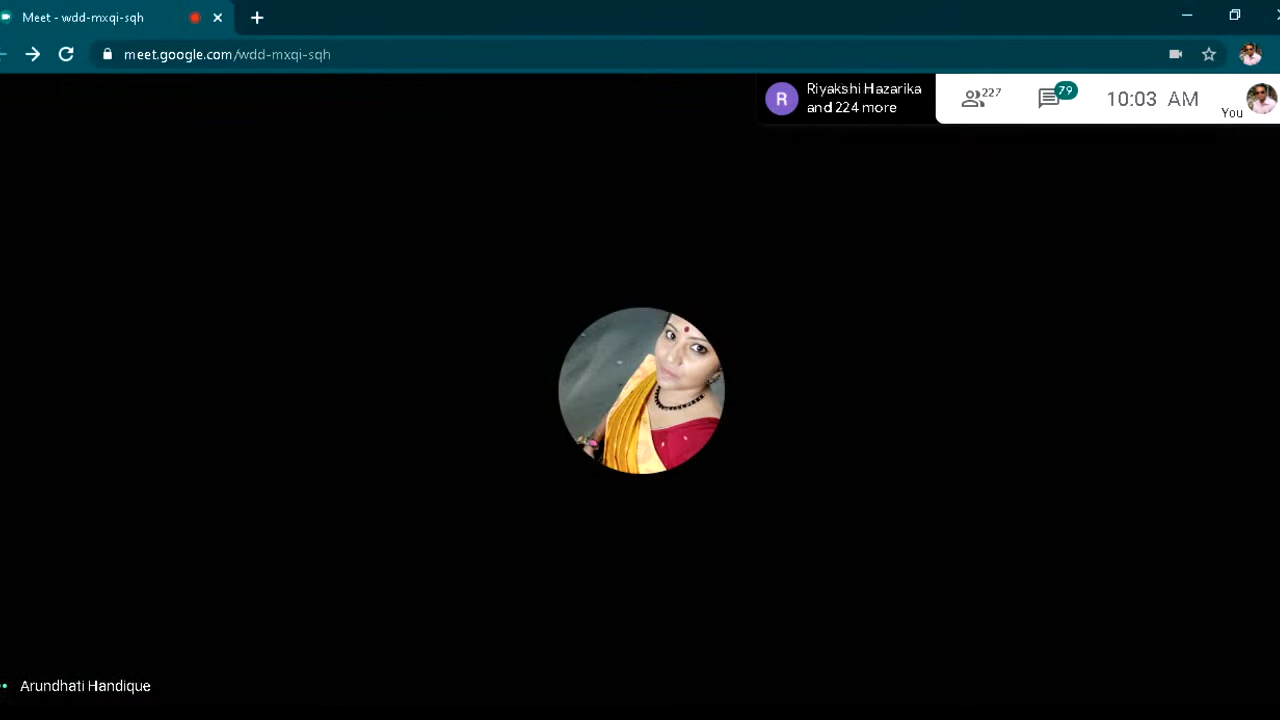 Meet - wdd-mxqi-sqh
meet.google.com/wdd-mxqi-sqh
R
Riyakshi Hazarika
and 224 more
227
79
10:03 AM
You
Arundhati Handique